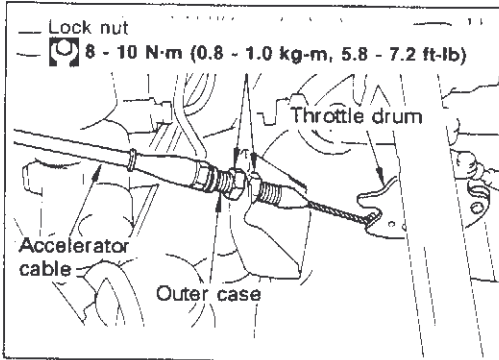 Lock nut
8 - 10 N·m (0.8 - 1.0 kg-m, 5.8 - 7.2 ft-lb)
Throttle drum
Accelerator
cable
Outer case